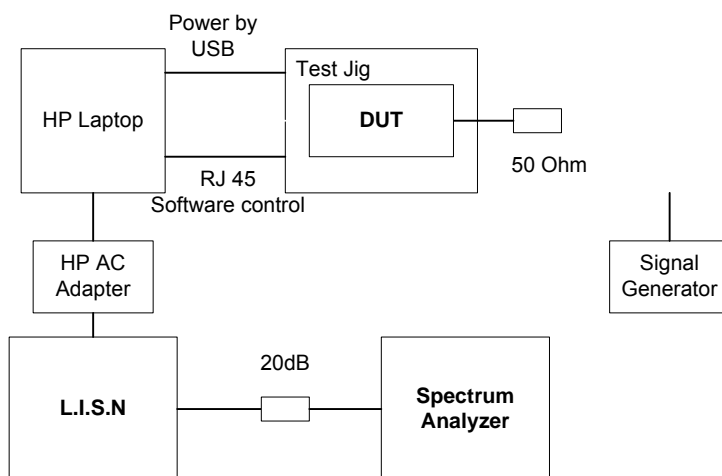 Power by
USB
HP Laptop
Test Jig
DUT
50 Ohm
RJ 45
Software control
HP AC
Adapter
Signal
Generator
L.I.S.N
20dB
Spectrum
Analyzer